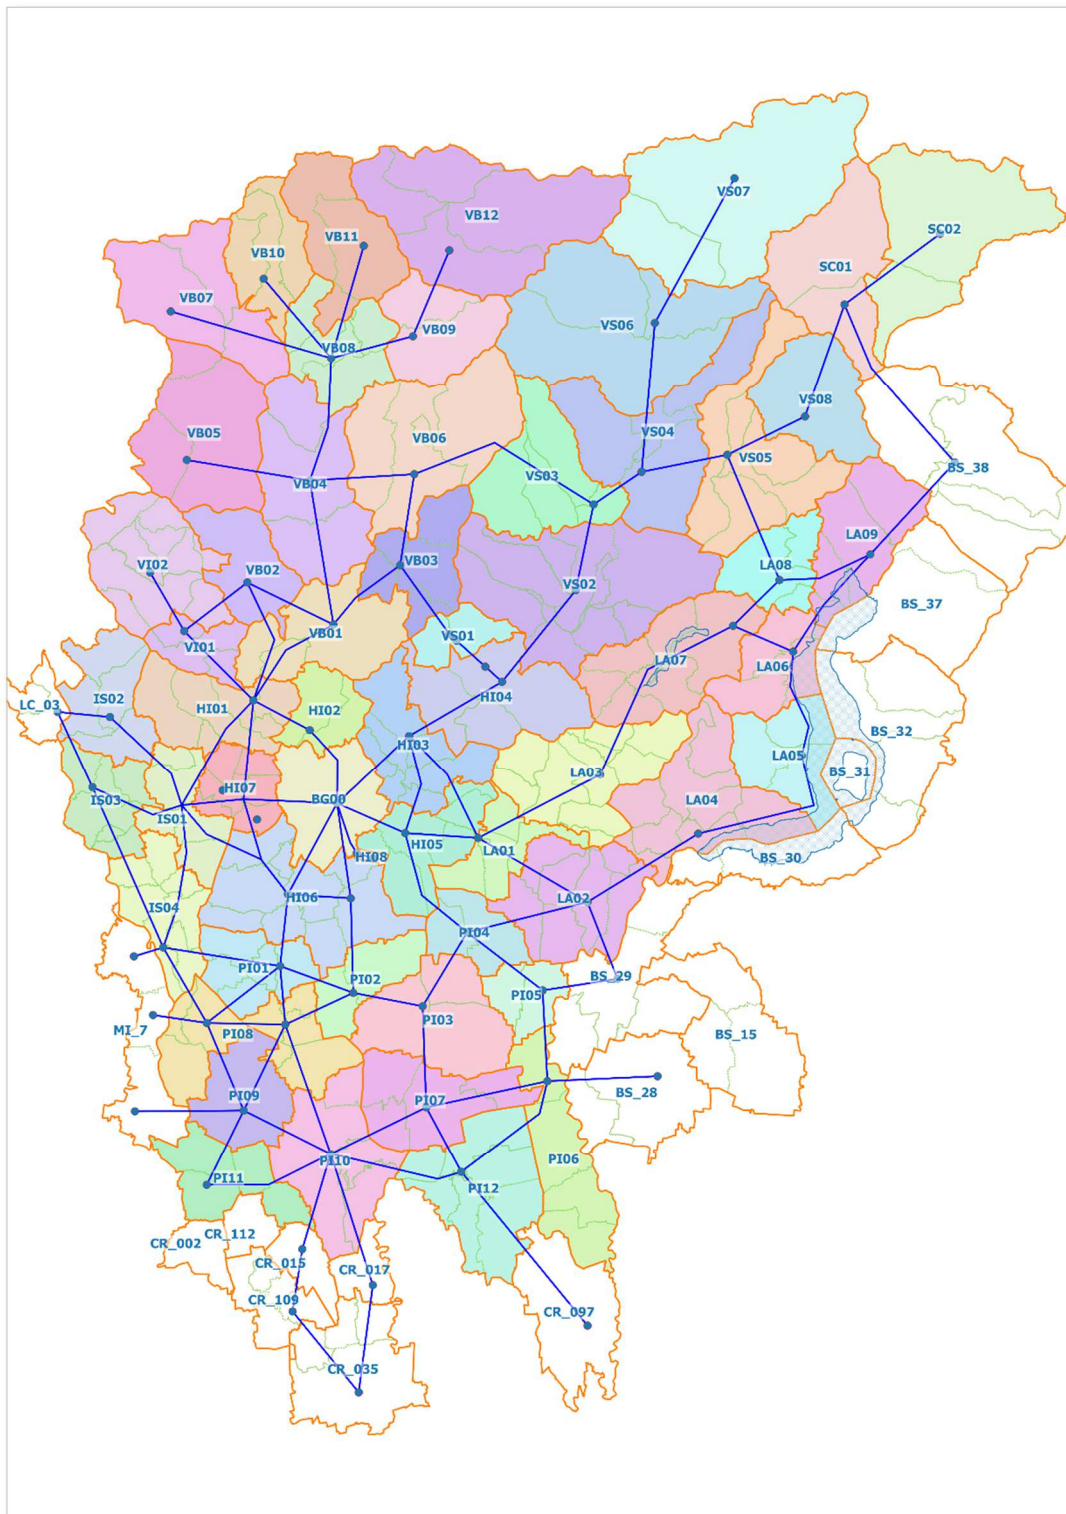 VS07
VB12
SC02
VB11
VB10
SC01
VB07
VS06
VB09
VB08
VS08
VB05
VB06
VS04
VS05
BS_38
VS03
VB04
LA09
VB03
VI02
LA08
VB02
VS02
BS_37
VB01
VS01
VI01
LA07
LA06
IS02
HI04
LC_03
HI01
HI02
BS_32
HI03
LA05
LA03
BS_31
HI07
IS03
BG00
LA04
IS01
HI05
LA01
HI08
BS_30
HI06
LA02
IS04
PI04
PI01
BS_29
PI02
PI05
PI03
MI_7
PI08
BS_15
BS_28
PI09
PI07
PI06
PI10
PI11
PI12
CR_112
CR_002
CR_015
CR_017
CR_109
CR_097
CR_035